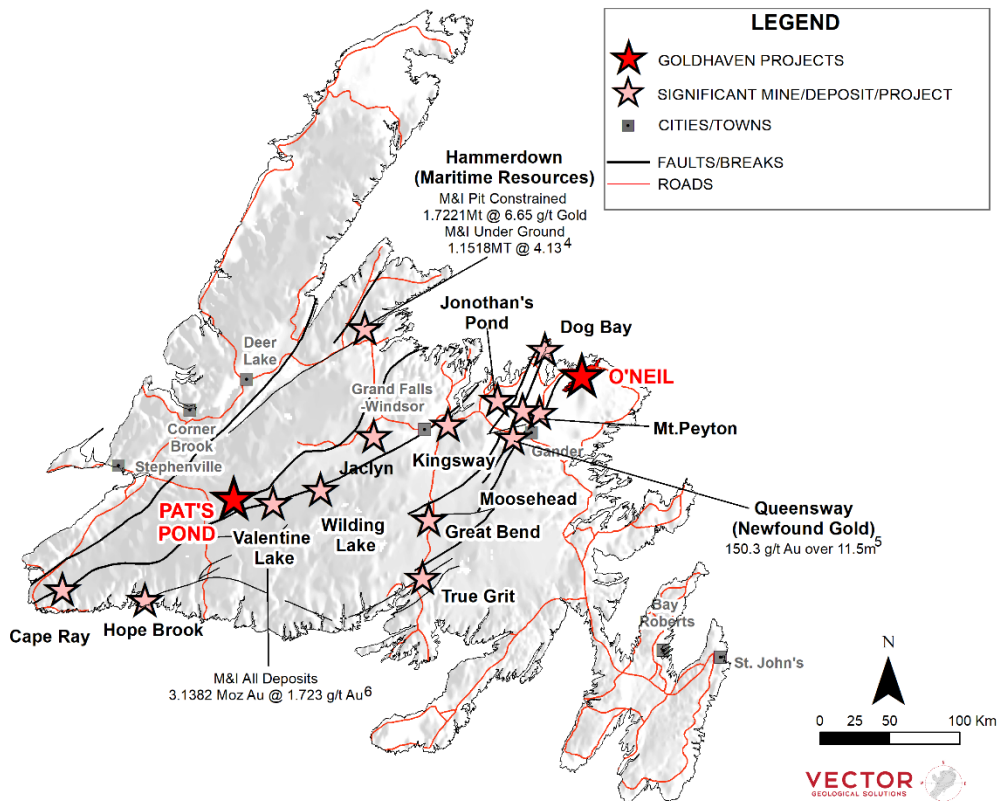 LEGEND
GOLDHAVEN PROJECTS
SIGNIFICANT MINE/DEPOSIT/PROJECT
CITIES/TOWNS
FAULTS/BREAKS
ROADS
Hammerdown
(Maritime Resources)
M&I Pit Constrained
1.7221Mt @ 6.65 g/t Gold
M&I Under Ground
1.1518MT @ 4.13 4
Jonothan's
Pond
Dog Bay
O'NEIL
Deer
Lake
Grand Falls
-Windsor
Mt.Peyton
Corner
Brook
Stephenville
Jaclyn
Kingsway
Gander
Moosehead
Queensway
(Newfound Gold)5
150.3 g/t Au over 11.5m
PAT'S
POND
Valentine
Lake
Wilding
Lake
Great Bend
True Grit
Cape Ray
Hope Brook
Bay
Roberts
St. John's
M&I All Deposits
3.1382 Moz Au @ 1.723 g/t Au6
N
0 25 50 100 Km
VECTOR
GEOLOGICAL SOLUTIONS